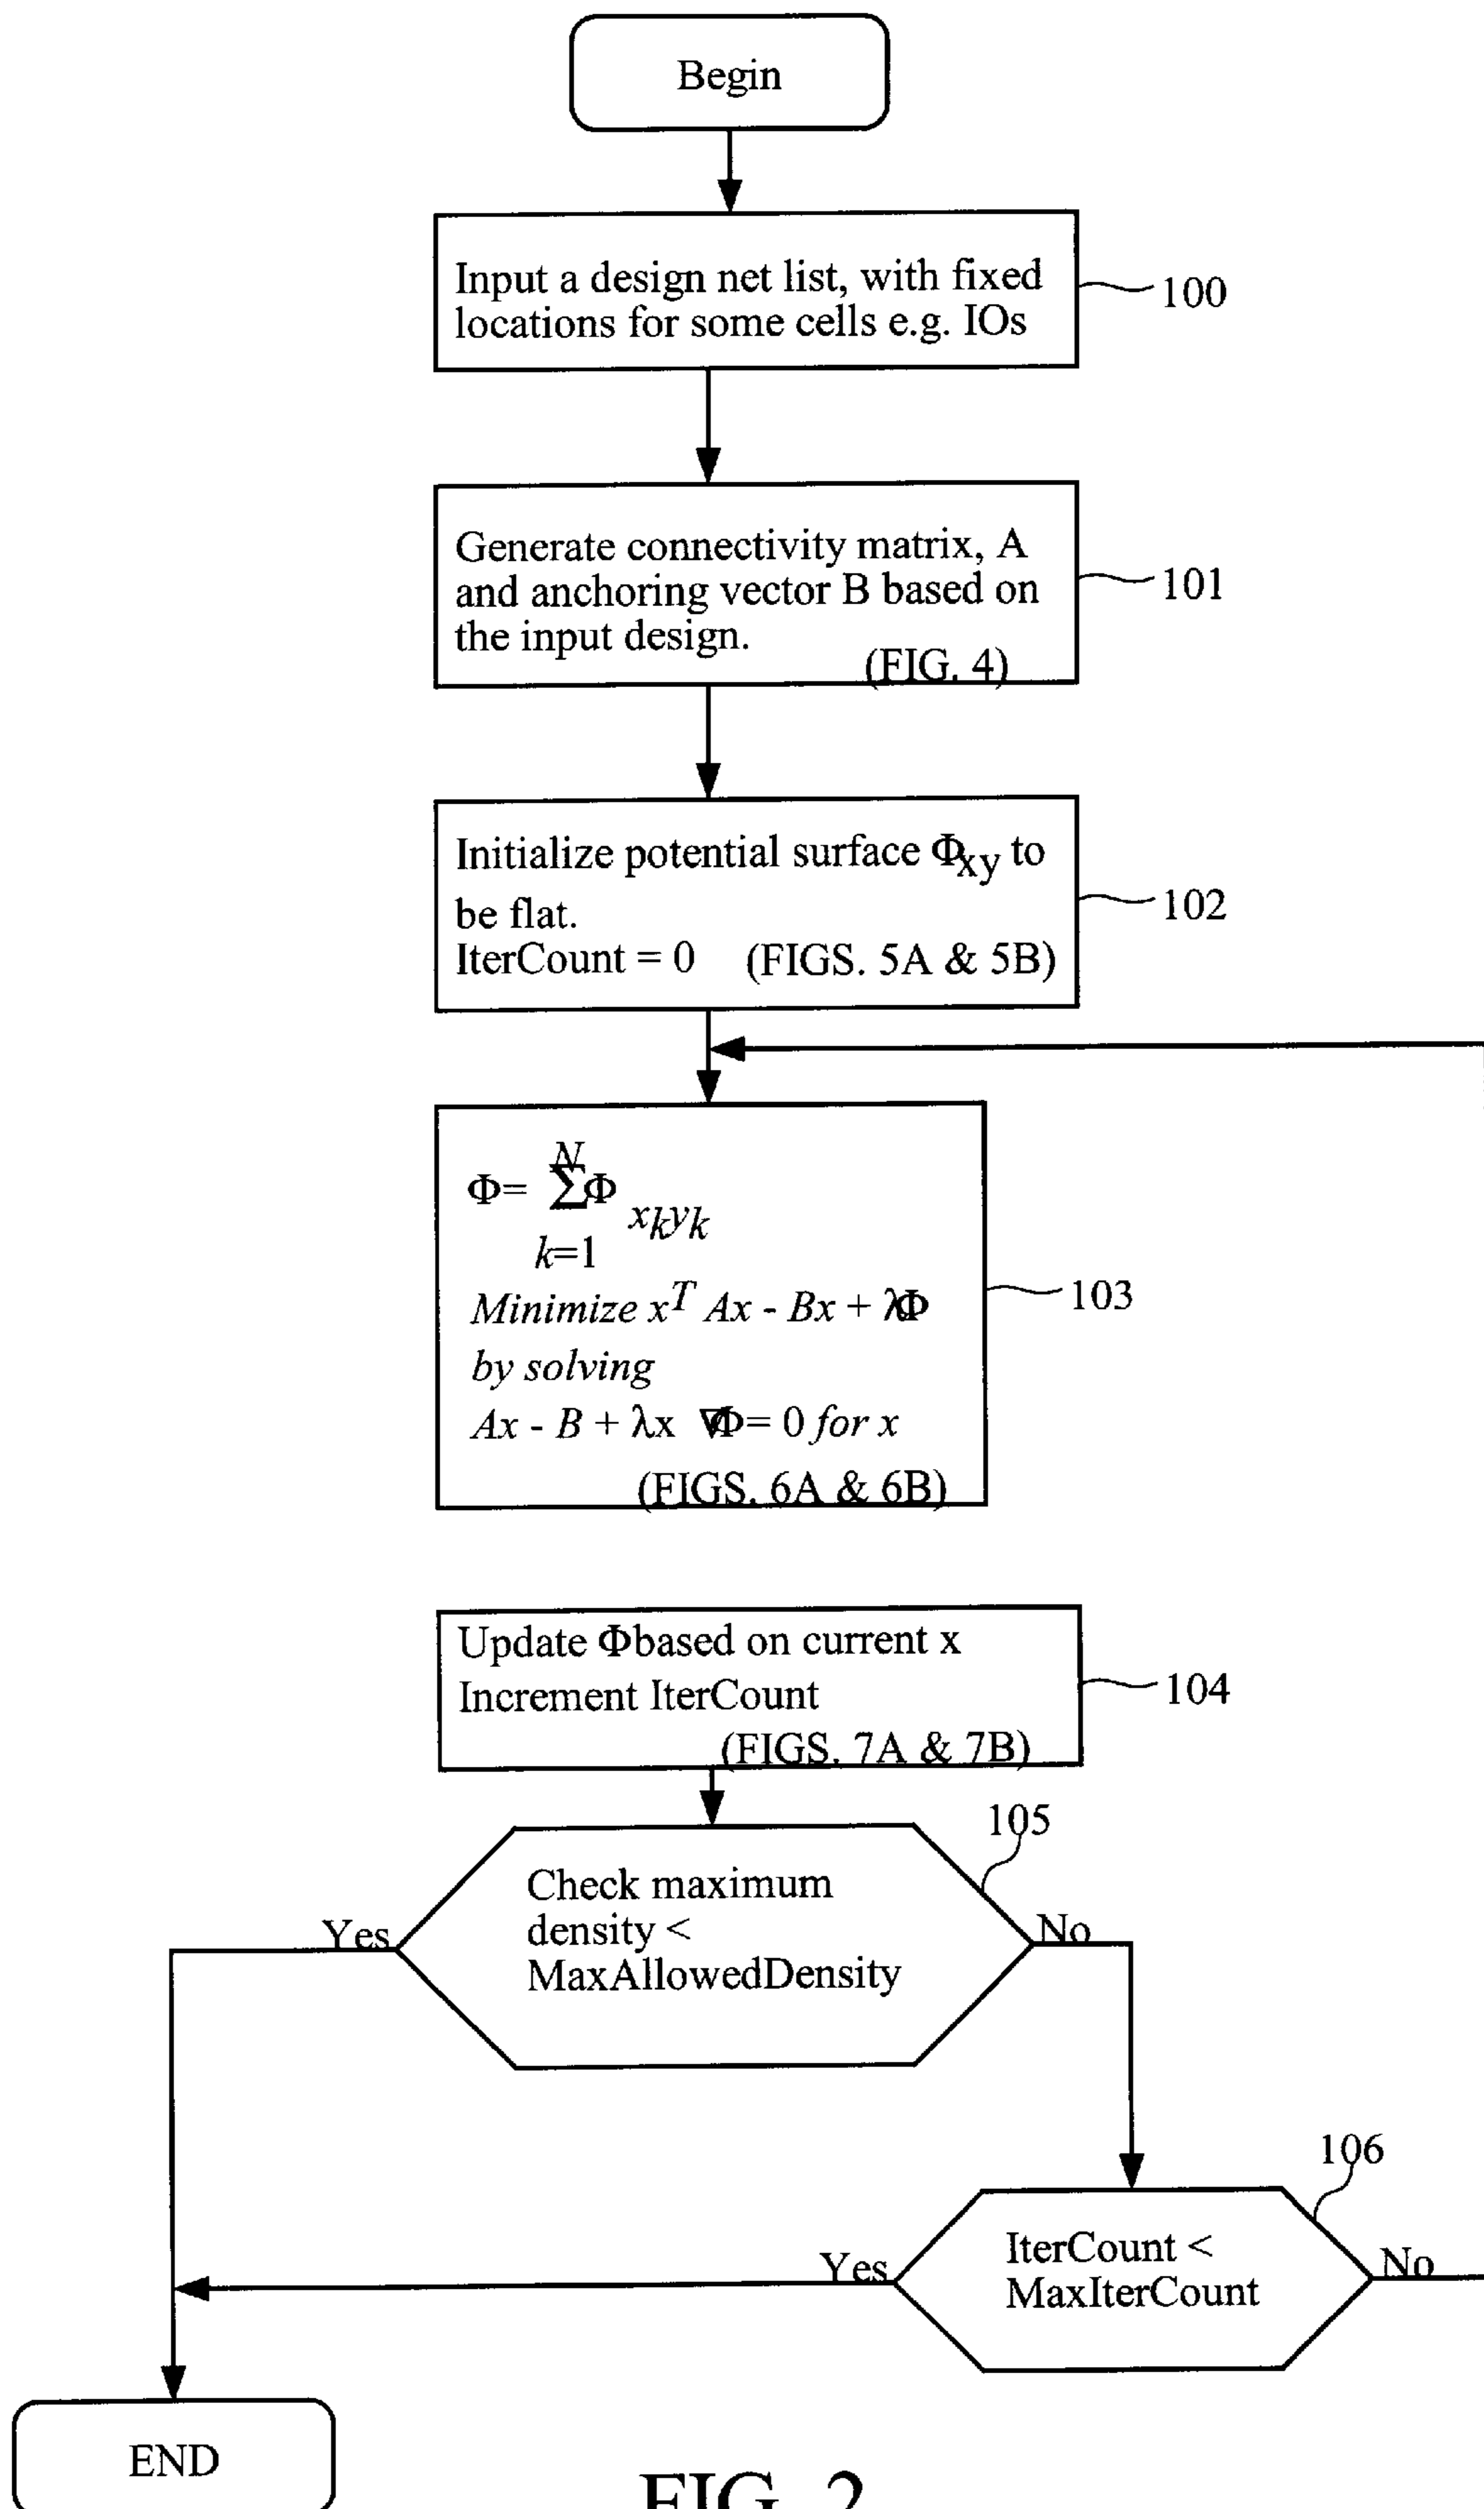 Begin
Input a design net list, with fixed
locations for some cells e.g. IOs
100
Generate connectivity matrix, A
and anchoring vector B based on
the input design.
(FIG. 4)
101
Initialize potential surface Φxy to
be flat.
IterCount = 0 (FIGS. 5A & 5B)
102
N
Φ= ΣΦ xkyk
k=1
Minimize x^T Ax - Bx + λΦ
by solving
Ax - B + λx ∇Φ= 0 for x
(FIGS. 6A & 6B)
103
Update Φbased on current x
Increment IterCount
(FIGS. 7A & 7B)
104
105
Check maximum
density <
MaxAllowedDensity
Yes
No
106
IterCount <
MaxIterCount
Yes
No
END
FIG. 2